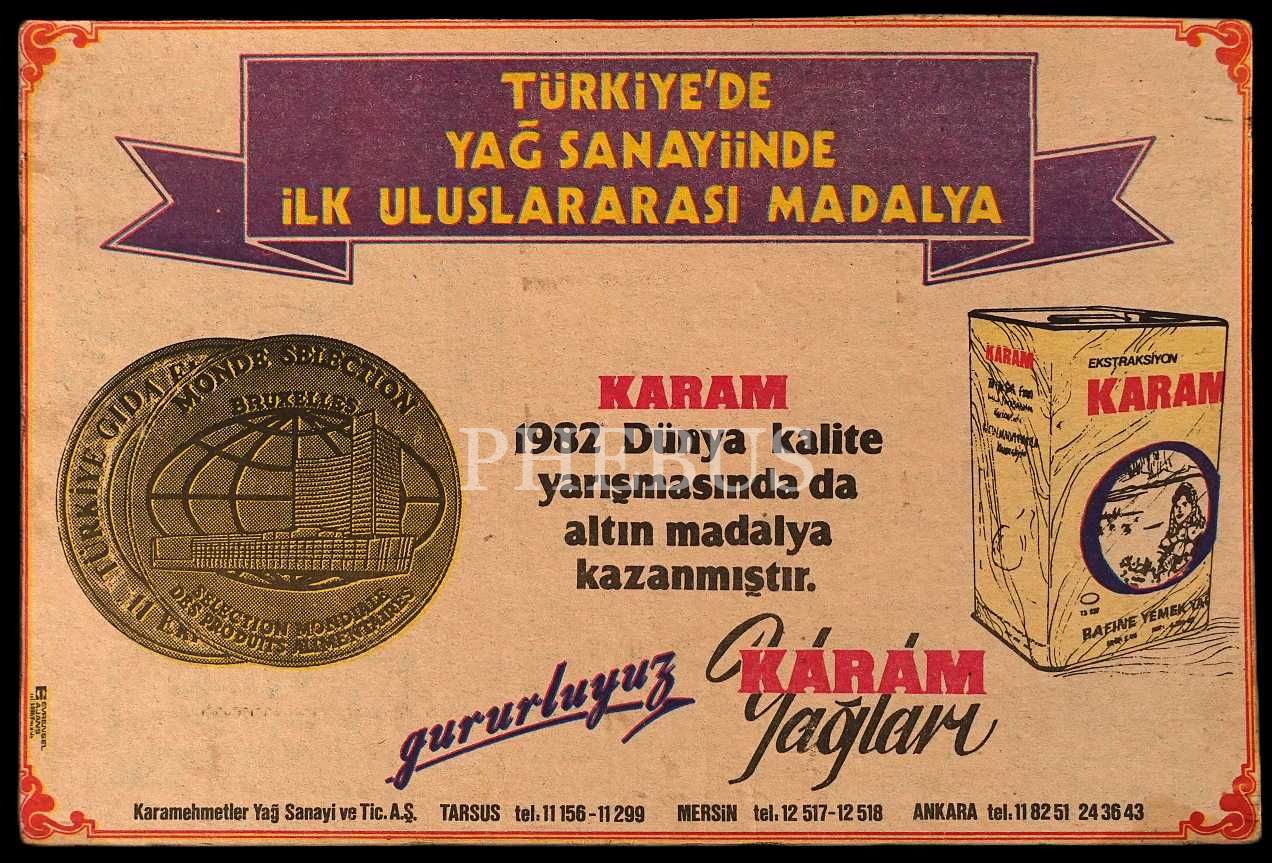 TÜRKİYE'DE
YAĞ SANAYİİNDE
İLK ULUSLARARASI MADALYA
TÜRKİYE GIDA
MONDE SELECTION
BRUXELLES
SELECTION MONDIALE
DES PRODUITS ALIMENTAIRES
KARAM
1982 Dünya kalite
yarışmasında da
altın madalya
kazanmıştır.
PHEBUS
KARAM
EKSTRAKSİYON
KARAM
RAFİNE YEMEK YAĞ
gururluyuz
KARAM
Yağları
EVRENSEL
AJANS
Karamehmetler Yağ Sanayi ve Tic. A.Ş. TARSUS tel: 11 156-11 299 MERSİN tel: 12 517-12 518 ANKARA tel: 11 82 51 24 36 43